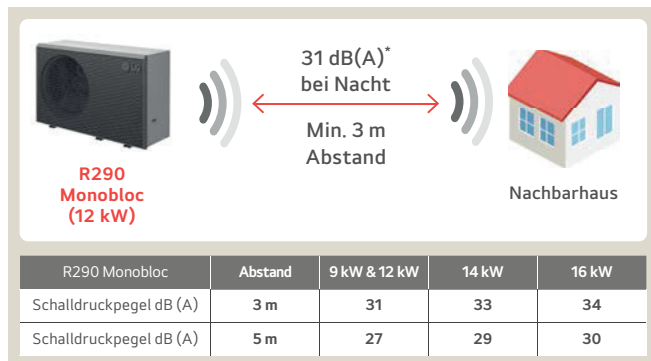 LG
31 dB(A)*
bei Nacht
Min. 3 m
Abstand
R290
Monobloc
(12 kW)
Nachbarhaus
R290 Monobloc Abstand 9 kW & 12 kW 14 kW 16 kW
Schalldruckpegel dB (A) 3 m 31 33 34
Schalldruckpegel dB (A) 5 m 27 29 30